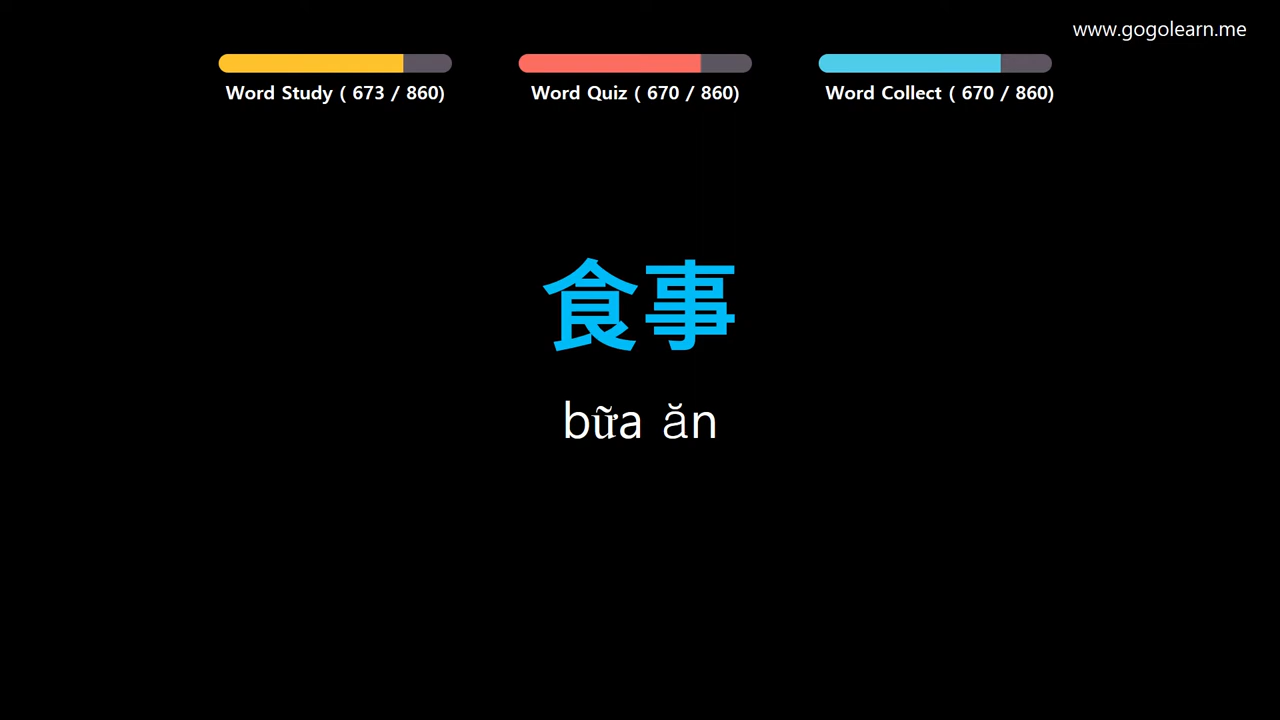 www.gogolearn.me
Word Study ( 673 / 860)
Word Quiz ( 670 / 860)
Word Collect ( 670 / 860)
食事
bữa ăn